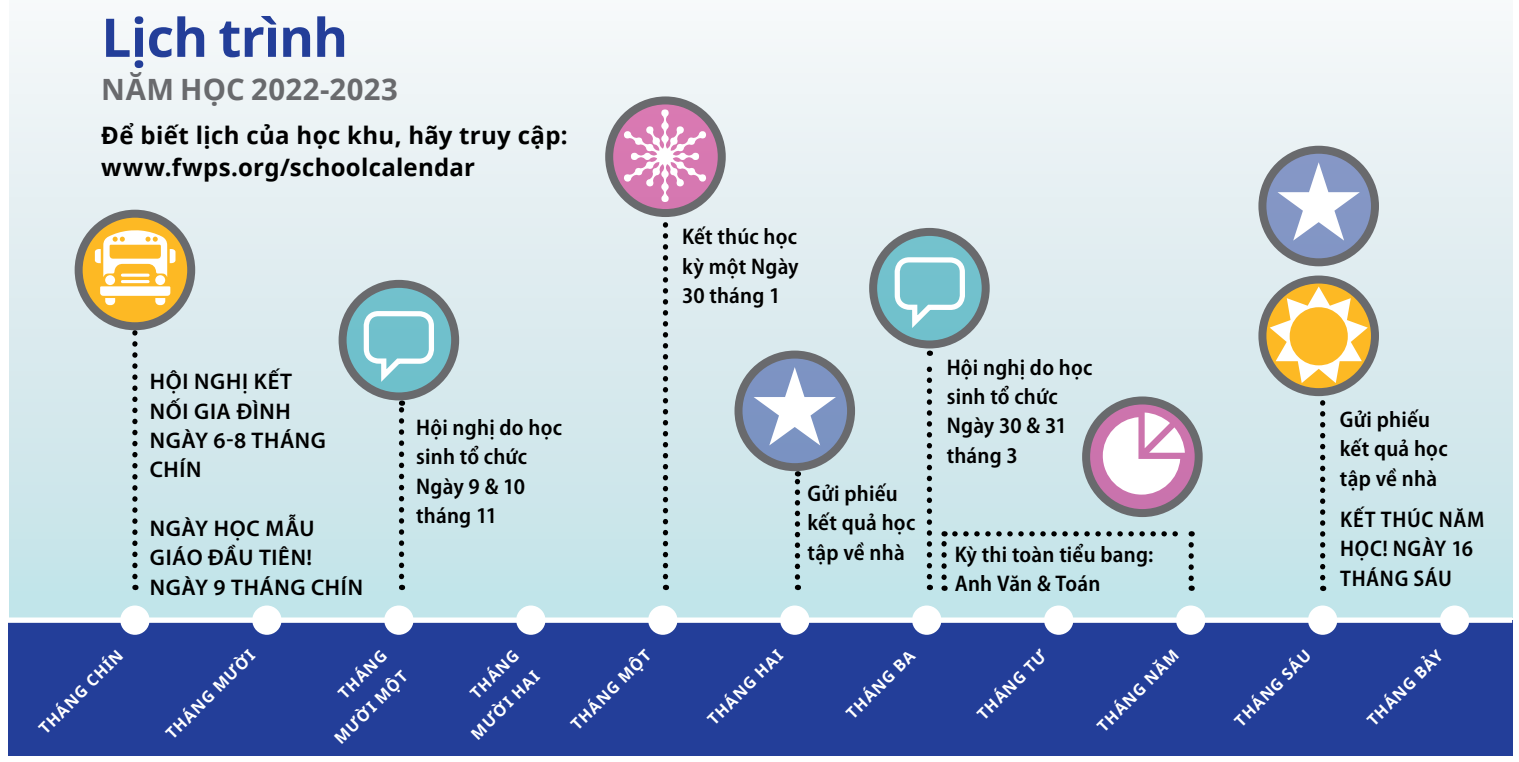 Lịch trình
NĂM HỌC 2022-2023
Để biết lịch của học khu, hãy truy cập:
www.fwps.org/schoolcalendar
HỘI NGHỊ KẾT
NỐI GIA ĐÌNH
NGÀY 6-8 THÁNG
CHÍN
NGÀY HỌC MẪU
GIÁO ĐẦU TIÊN!
NGÀY 9 THÁNG CHÍN
Hội nghị do học
sinh tổ chức
Ngày 9 & 10
tháng 11
Kết thúc học
kỳ một Ngày
30 tháng 1
Gửi phiếu
kết quả học
tập về nhà
Hội nghị do học
sinh tổ chức
Ngày 30 & 31
tháng 3
Kỳ thi toàn tiểu bang:
Anh Văn & Toán
Gửi phiếu
kết quả học
tập về nhà
KẾT THÚC NĂM
HỌC! NGÀY 16
THÁNG SÁU
THÁNG CHÍN
THÁNG MƯỜI
THÁNG
MƯỜI MỘT
THÁNG
MƯỜI HAI
THÁNG MỘT
THÁNG HAI
THÁNG BA
THÁNG TƯ
THÁNG NĂM
THÁNG SÁU
THÁNG BẢY